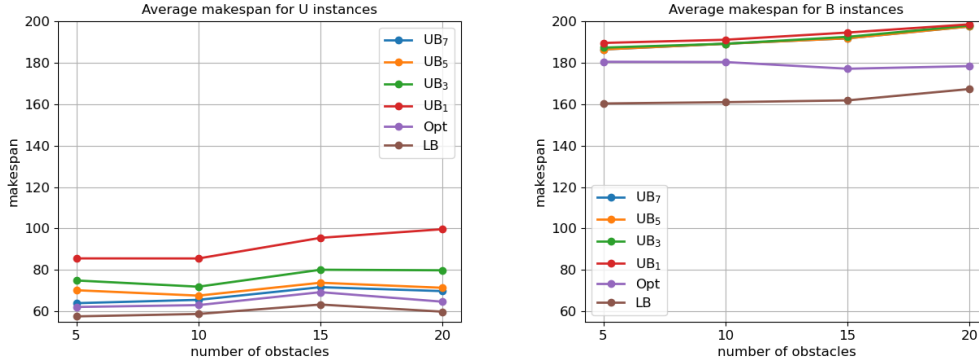 Average makespan for U instances
200
180
160
140
120
100
80
60
makespan
5
10
15
20
number of obstacles
UB₇
UB₅
UB₃
UB₁
Opt
LB
Average makespan for B instances
200
180
160
140
120
100
80
60
makespan
5
10
15
20
number of obstacles
UB₇
UB₅
UB₃
UB₁
Opt
LB